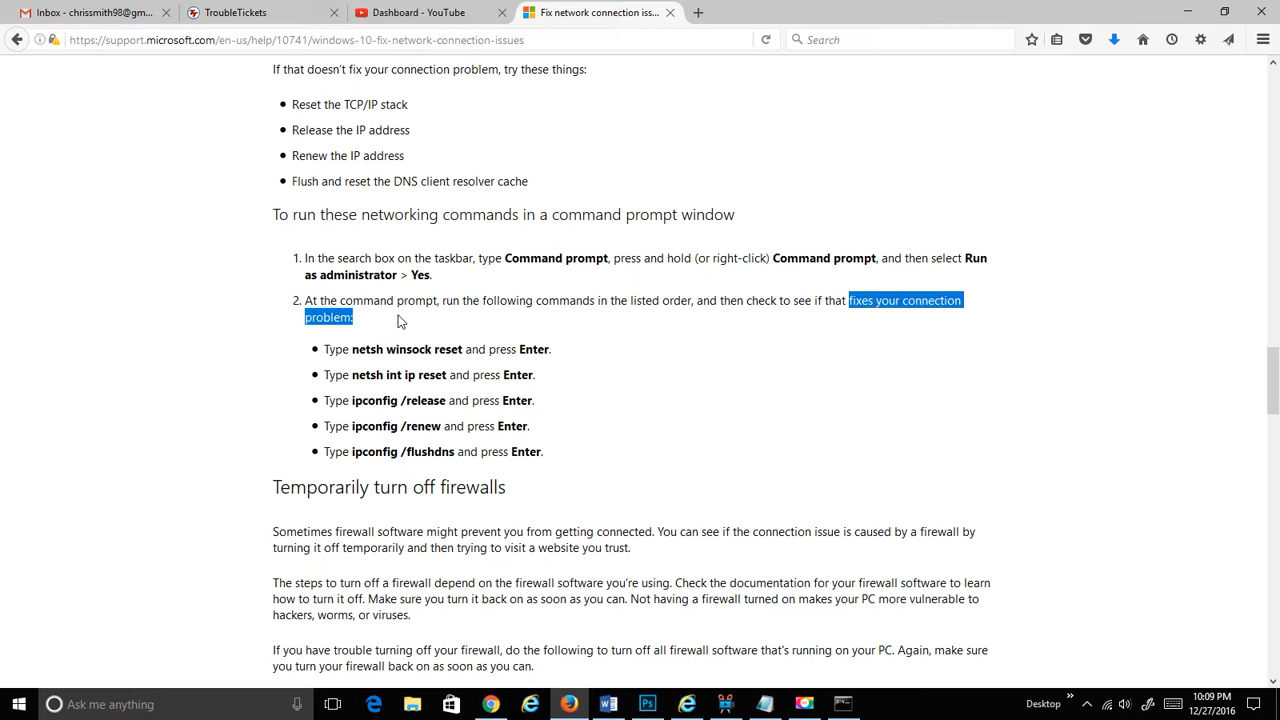 Inbox - chrissmith98@gm...
TroubleTickets
Dashboard - YouTube
Fix network connection iss...
https://support.microsoft.com/en-us/help/10741/windows-10-fix-network-connection-issues
Search
If that doesn't fix your connection problem, try these things:
• Reset the TCP/IP stack
• Release the IP address
• Renew the IP address
• Flush and reset the DNS client resolver cache
To run these networking commands in a command prompt window
1. In the search box on the taskbar, type Command prompt, press and hold (or right-click) Command prompt, and then select Run
as administrator > Yes.
2. At the command prompt, run the following commands in the listed order, and then check to see if that fixes your connection
problem:
• Type netsh winsock reset and press Enter.
• Type netsh int ip reset and press Enter.
• Type ipconfig /release and press Enter.
• Type ipconfig /renew and press Enter.
• Type ipconfig /flushdns and press Enter.
Temporarily turn off firewalls
Sometimes firewall software might prevent you from getting connected. You can see if the connection issue is caused by a firewall by
turning it off temporarily and then trying to visit a website you trust.
The steps to turn off a firewall depend on the firewall software you're using. Check the documentation for your firewall software to learn
how to turn it off. Make sure you turn it back on as soon as you can. Not having a firewall turned on makes your PC more vulnerable to
hackers, worms, or viruses.
If you have trouble turning off your firewall, do the following to turn off all firewall software that's running on your PC. Again, make sure
you turn your firewall back on as soon as you can.
Ask me anything
Desktop
10:09 PM
12/27/2016